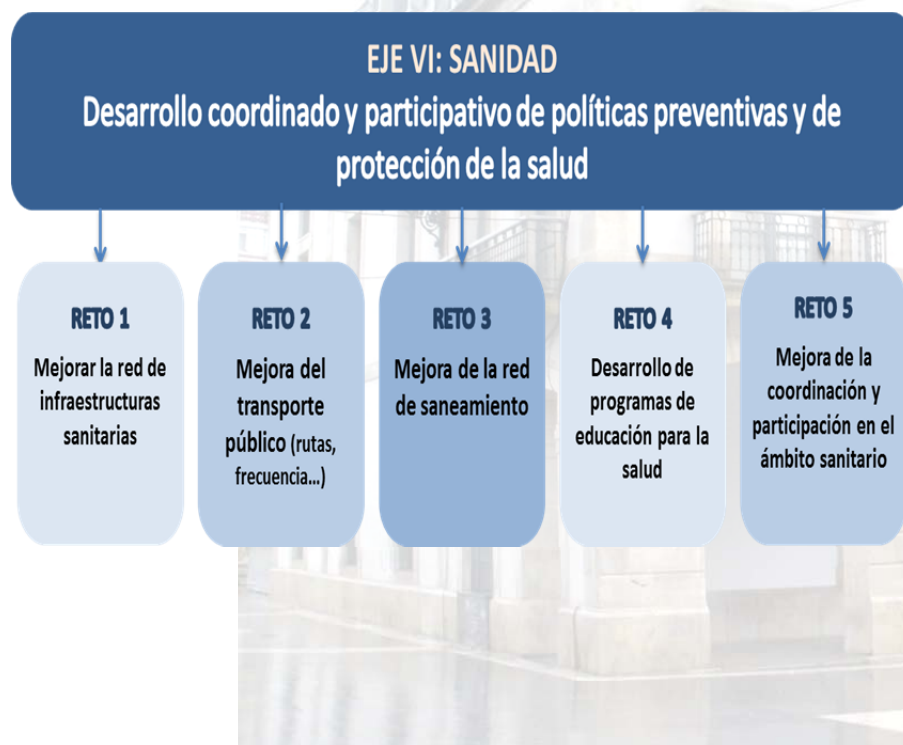 EJE VI: SANIDAD
Desarrollo coordinado y participativo de políticas preventivas y de
protección de la salud
RETO 1
Mejorar la red de
infraestructuras
sanitarias
RETO 2
Mejora del
transporte
público (rutas,
frecuencia...)
RETO 3
Mejora de la red
de saneamiento
RETO 4
Desarrollo de
programas de
educación para la
salud
RETO 5
Mejora de la
coordinación y
participación en el
ámbito sanitario